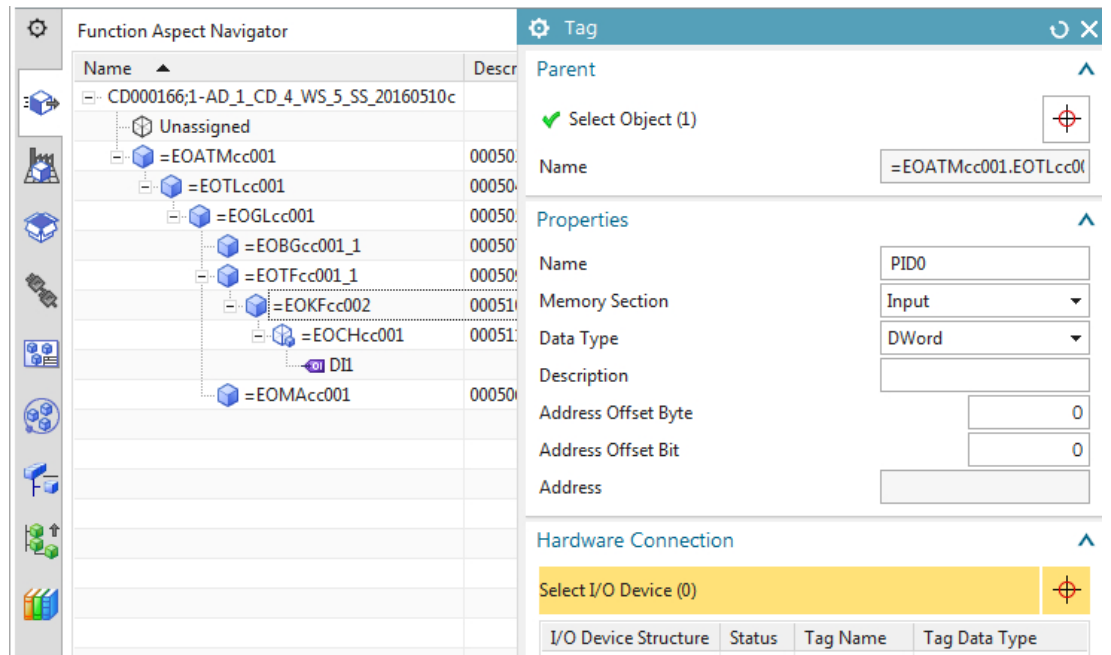 Function Aspect Navigator
Name Descr
CD000166;1-AD_1_CD_4_WS_5_SS_20160510c
Unassigned
=EOATMcc001
=EOTLcc001
=EOGLcc001
=EOBGcc001_1
=EOTFcc001_1
=EOKFcc002
=EOCHcc001
DI1
=EOMAcc001
Tag
Parent
Select Object (1)
Name =EOATMcc001.EOTLcc0
Properties
Name PID0
Memory Section Input
Data Type DWord
Description
Address Offset Byte 0
Address Offset Bit 0
Address
Hardware Connection
Select I/O Device (0)
I/O Device Structure Status Tag Name Tag Data Type